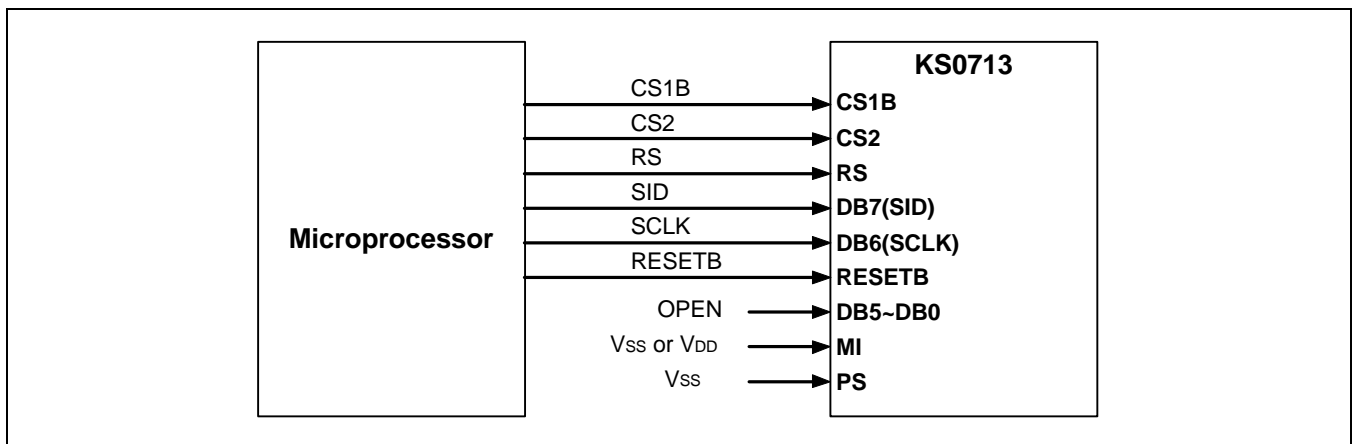 KS0713
CS1B
CS1B
CS2
CS2
RS
RS
SID
DB7(SID)
Microprocessor
SCLK
DB6(SCLK)
RESETB
RESETB
OPEN
DB5~DB0
VSS or VDD
MI
VSS
PS